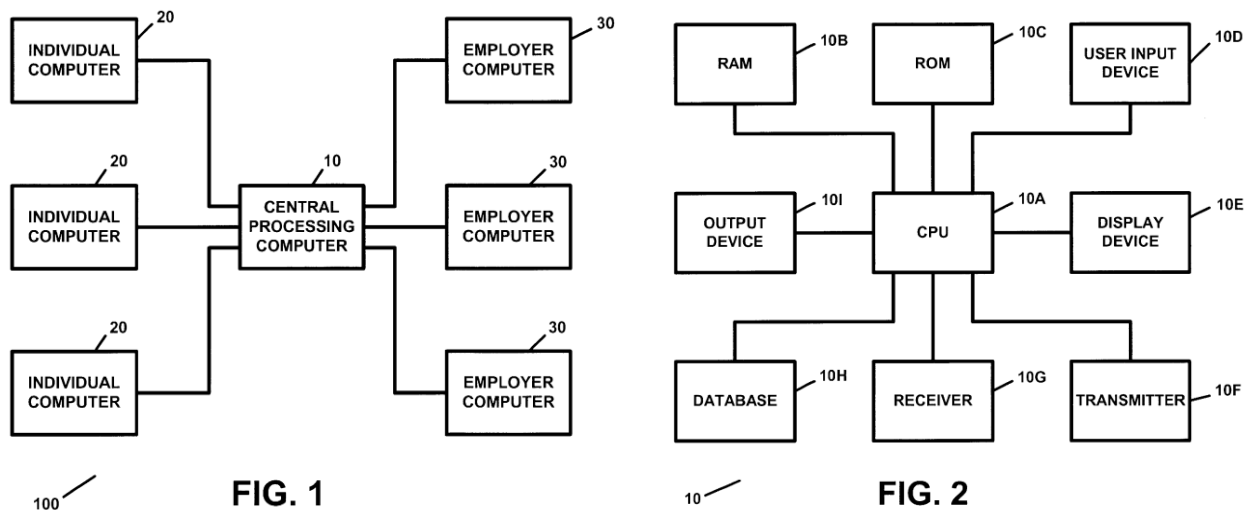 20
INDIVIDUAL
COMPUTER
30
EMPLOYER
COMPUTER
20
INDIVIDUAL
COMPUTER
10
CENTRAL
PROCESSING
COMPUTER
30
EMPLOYER
COMPUTER
20
INDIVIDUAL
COMPUTER
30
EMPLOYER
COMPUTER
100
FIG. 1
10B
RAM
10C
ROM
10D
USER INPUT
DEVICE
10I
OUTPUT
DEVICE
10A
CPU
10E
DISPLAY
DEVICE
10H
DATABASE
10G
RECEIVER
10F
TRANSMITTER
10
FIG. 2